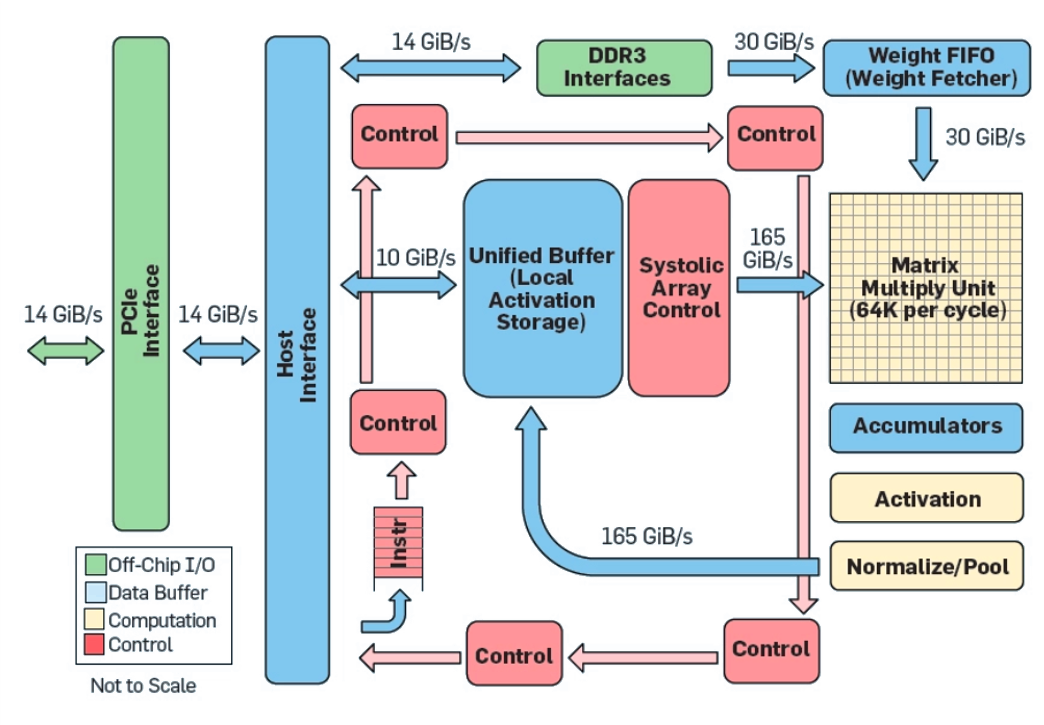 14 GiB/s
30 GiB/s
DDR3
Interfaces
Weight FIFO
(Weight Fetcher)
Control
Control
30 GiB/s
PCIe
Interface
Host
Interface
14 GiB/s
14 GiB/s
10 GiB/s
Unified Buffer
(Local
Activation
Storage)
Systolic
Array
Control
165
GiB/s
Matrix
Multiply Unit
(64K per cycle)
Control
Accumulators
Activation
Instr
165 GiB/s
Normalize/Pool
Off-Chip I/O
Data Buffer
Computation
Control
Not to Scale
Control
Control